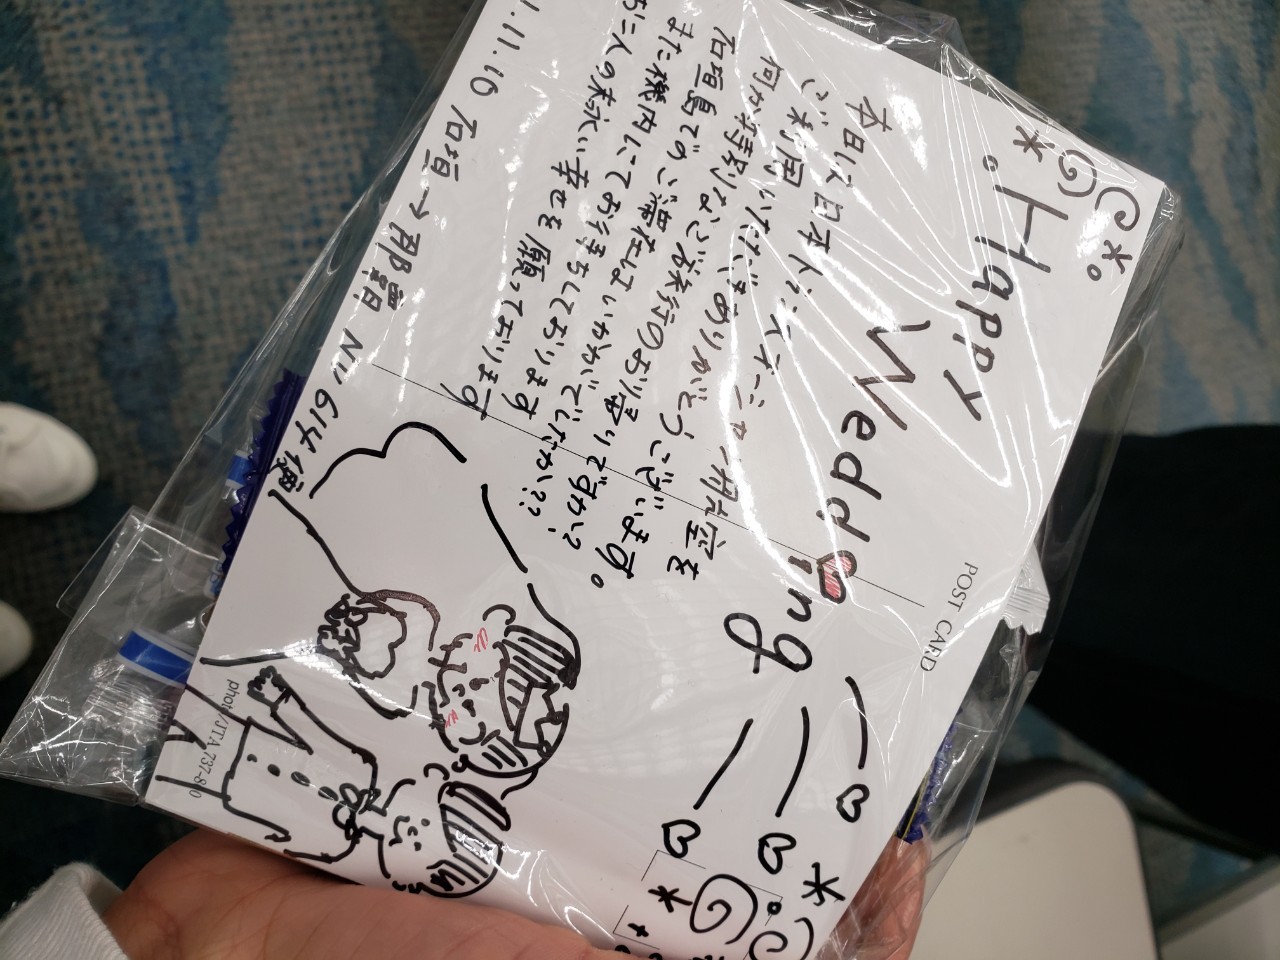 Happy
Wedding
POST CARD
本日は日本トランスオーシャン航空を
ご利用いただきありがとうございます。
何か特別なご旅行のお帰りですか?
石垣島でのご滞在はいかがでしたか??
また機内にてお待ちしております
お二人の末永い幸せを願っております
1.11.10 石垣→那覇 NU 614便
photo/JTA 737-800